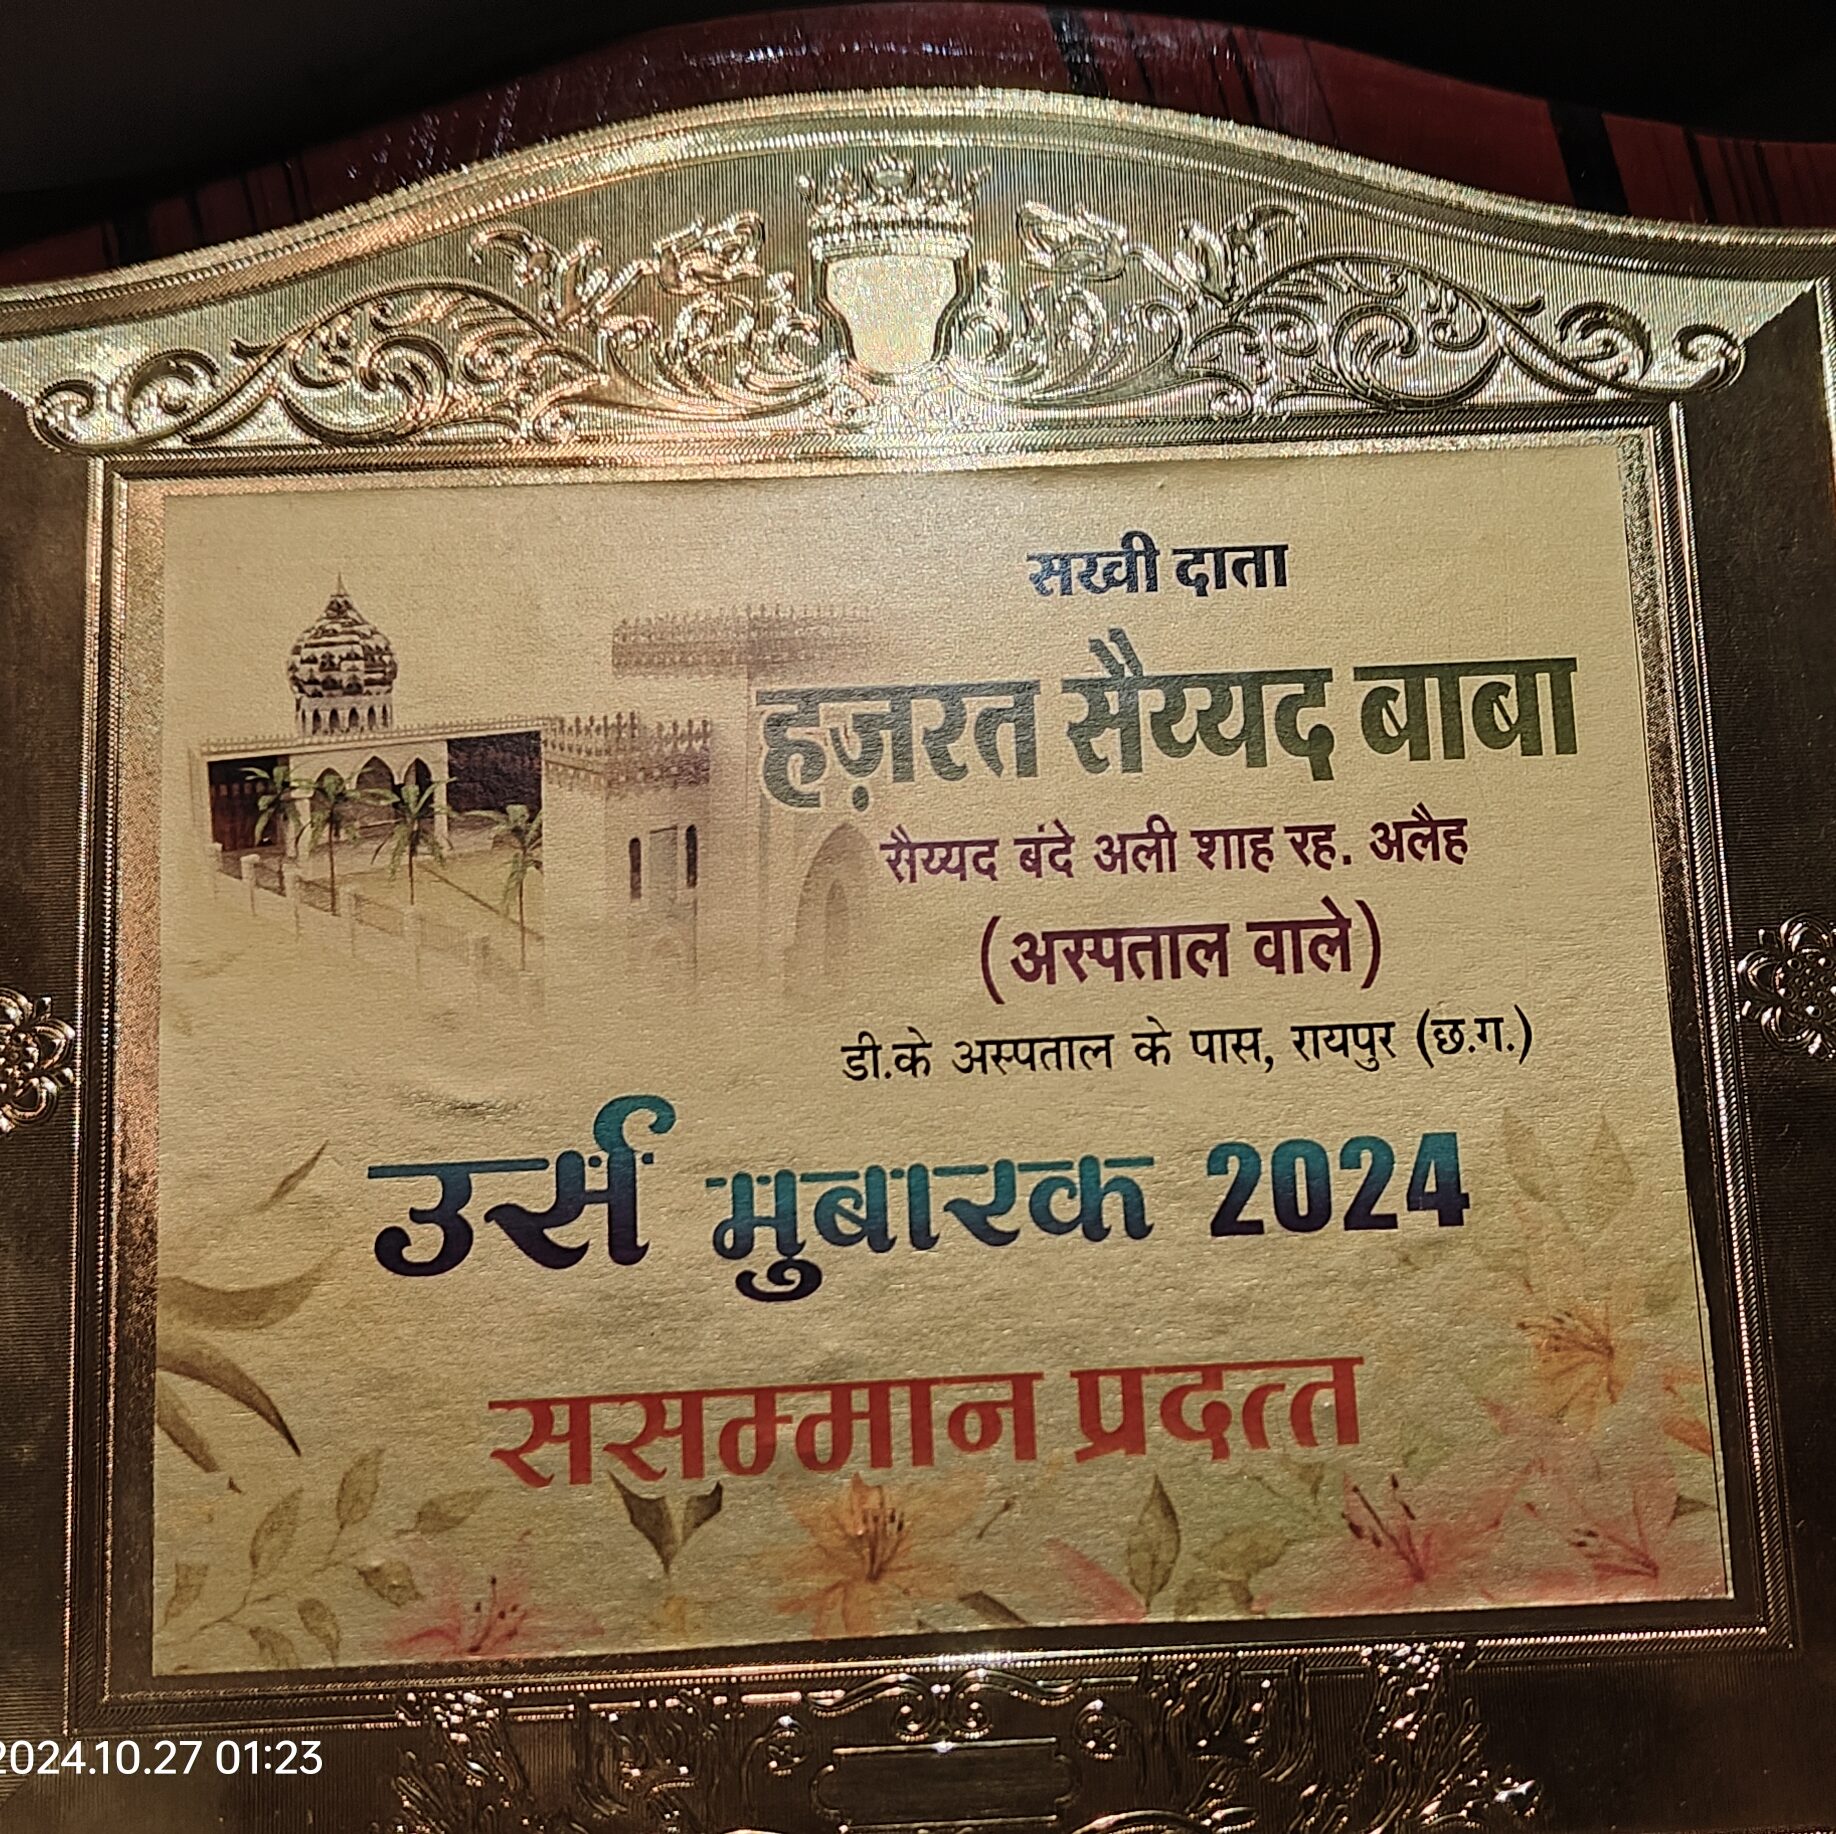 सखी दाता
हज़रत सैय्यद बाबा
सैय्यद बंदे अली शाह रह. अलैह
(अस्पताल वाले)
डी.के अस्पताल के पास, रायपुर (छ.ग.)
उर्स मुबारक 2024
ससम्मान प्रदत्त
2024.10.27 01:23